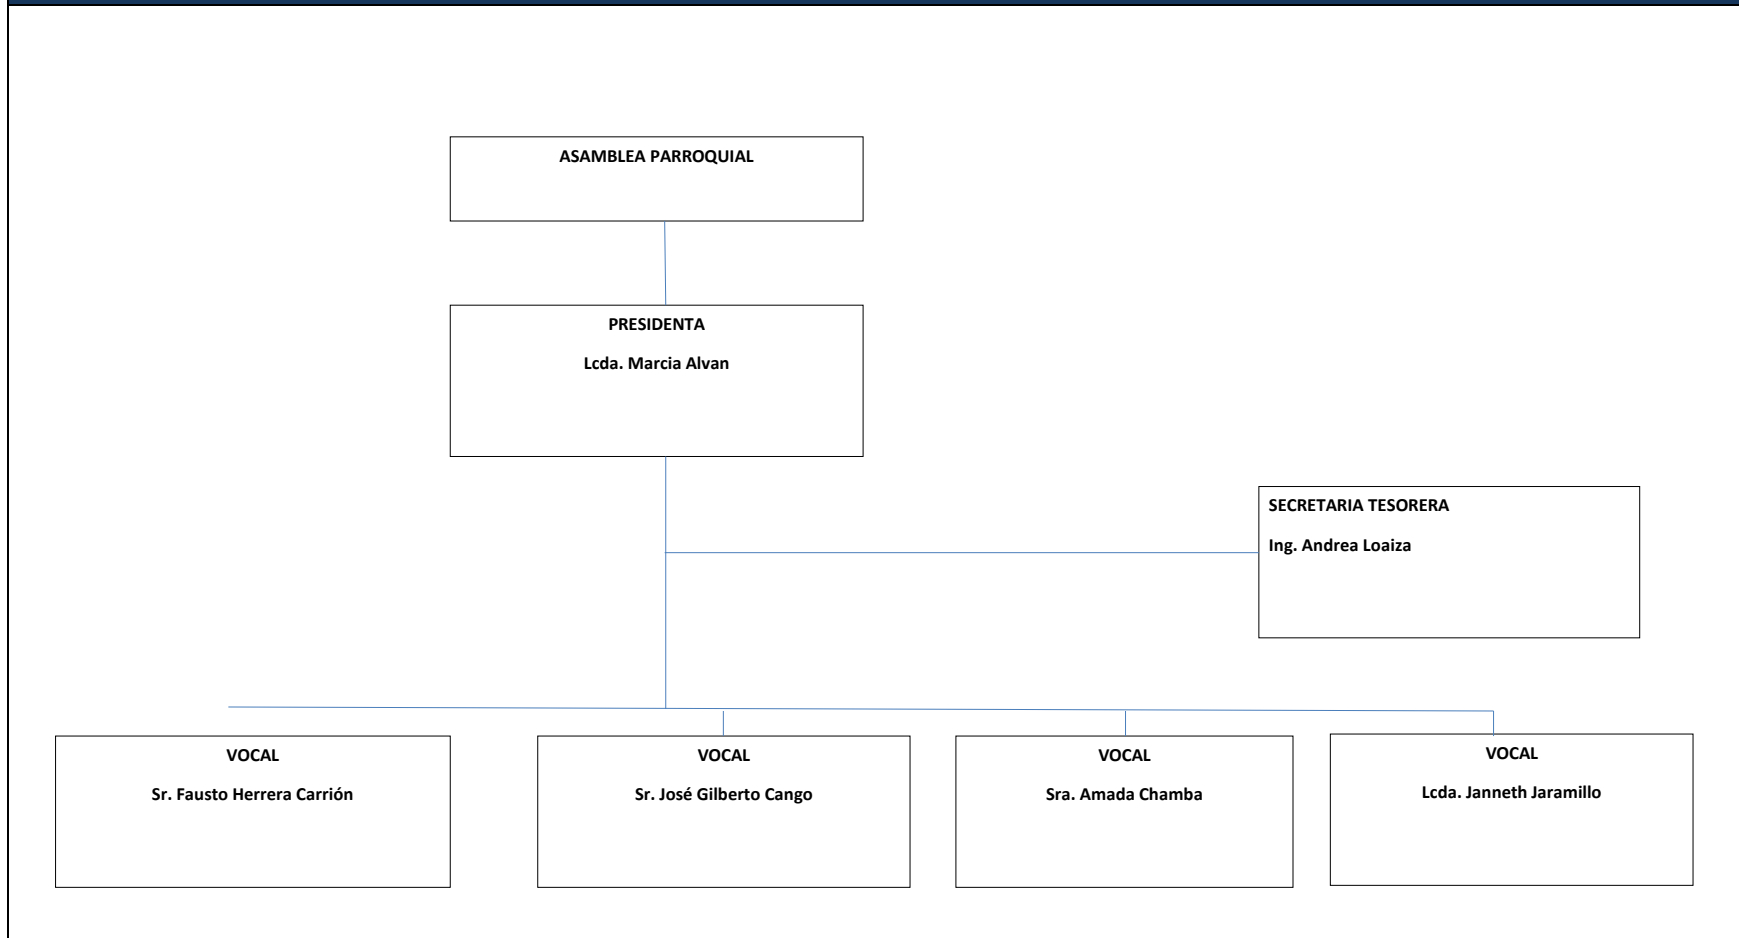 ASAMBLEA PARROQUIAL
PRESIDENTA
Lcda. Marcia Alvan
SECRETARIA TESORERA
Ing. Andrea Loaiza
VOCAL
Sr. Fausto Herrera Carrión
VOCAL
Sr. José Gilberto Cango
VOCAL
Sra. Amada Chamba
VOCAL
Lcda. Janneth Jaramillo